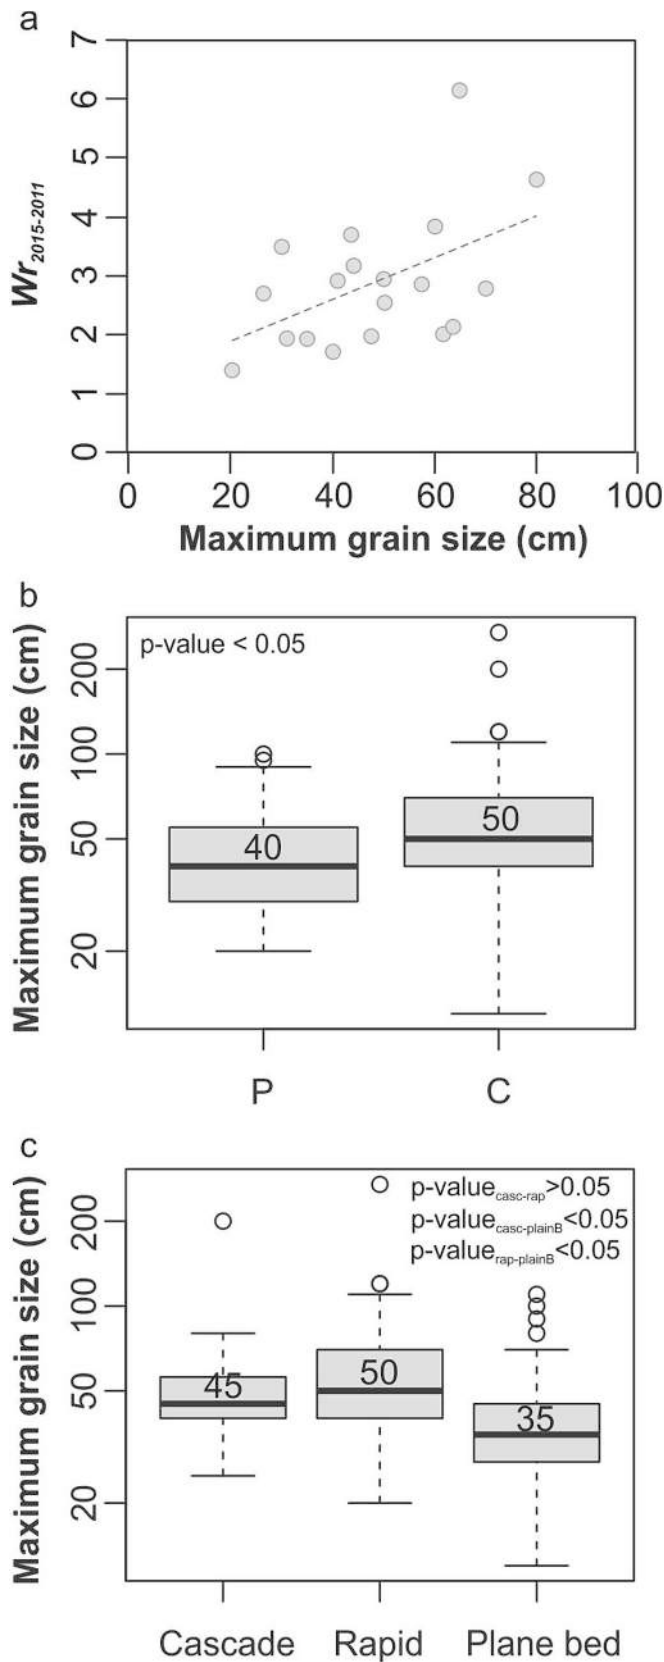 a
7
6
5
4
3
2
1
0
Wr2015-2011
0 20 40 60 80 100
Maximum grain size (cm)
b
Maximum grain size (cm)
200
100
50
20
p-value < 0.05
40
50
P C
c
Maximum grain size (cm)
200
100
50
20
p-valuecasc-rap>0.05
p-valuecasc-plainB<0.05
p-valuerap-plainB<0.05
45
50
35
Cascade Rapid Plane bed